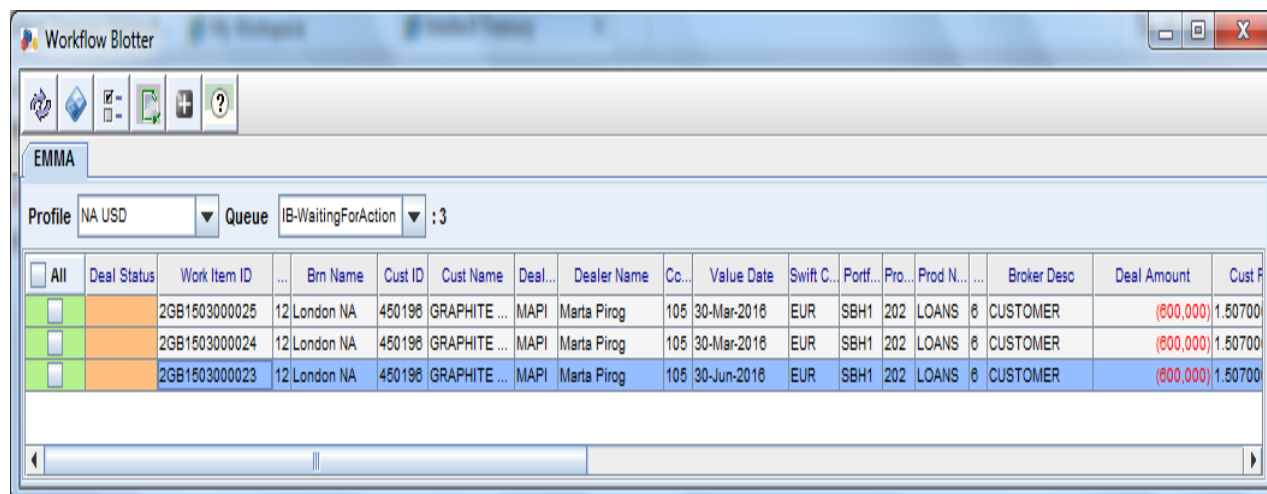 Workflow Blotter
EMMA
Profile NA USD Queue IB-WaitingForAction : 3
All Deal Status Work Item ID ... Brn Name Cust ID Cust Name Deal... Dealer Name Cc... Value Date Swift C... Portf... Pro... Prod N... ... Broker Desc Deal Amount Cust F
2GB1503000025 12 London NA 450196 GRAPHITE ... MAPI Marta Pirog 105 30-Mar-2016 EUR SBH1 202 LOANS 6 CUSTOMER (600,000) 1.50700
2GB1503000024 12 London NA 450196 GRAPHITE ... MAPI Marta Pirog 105 30-Mar-2016 EUR SBH1 202 LOANS 6 CUSTOMER (600,000) 1.50700
2GB1503000023 12 London NA 450196 GRAPHITE ... MAPI Marta Pirog 105 30-Jun-2016 EUR SBH1 202 LOANS 6 CUSTOMER (600,000) 1.50700